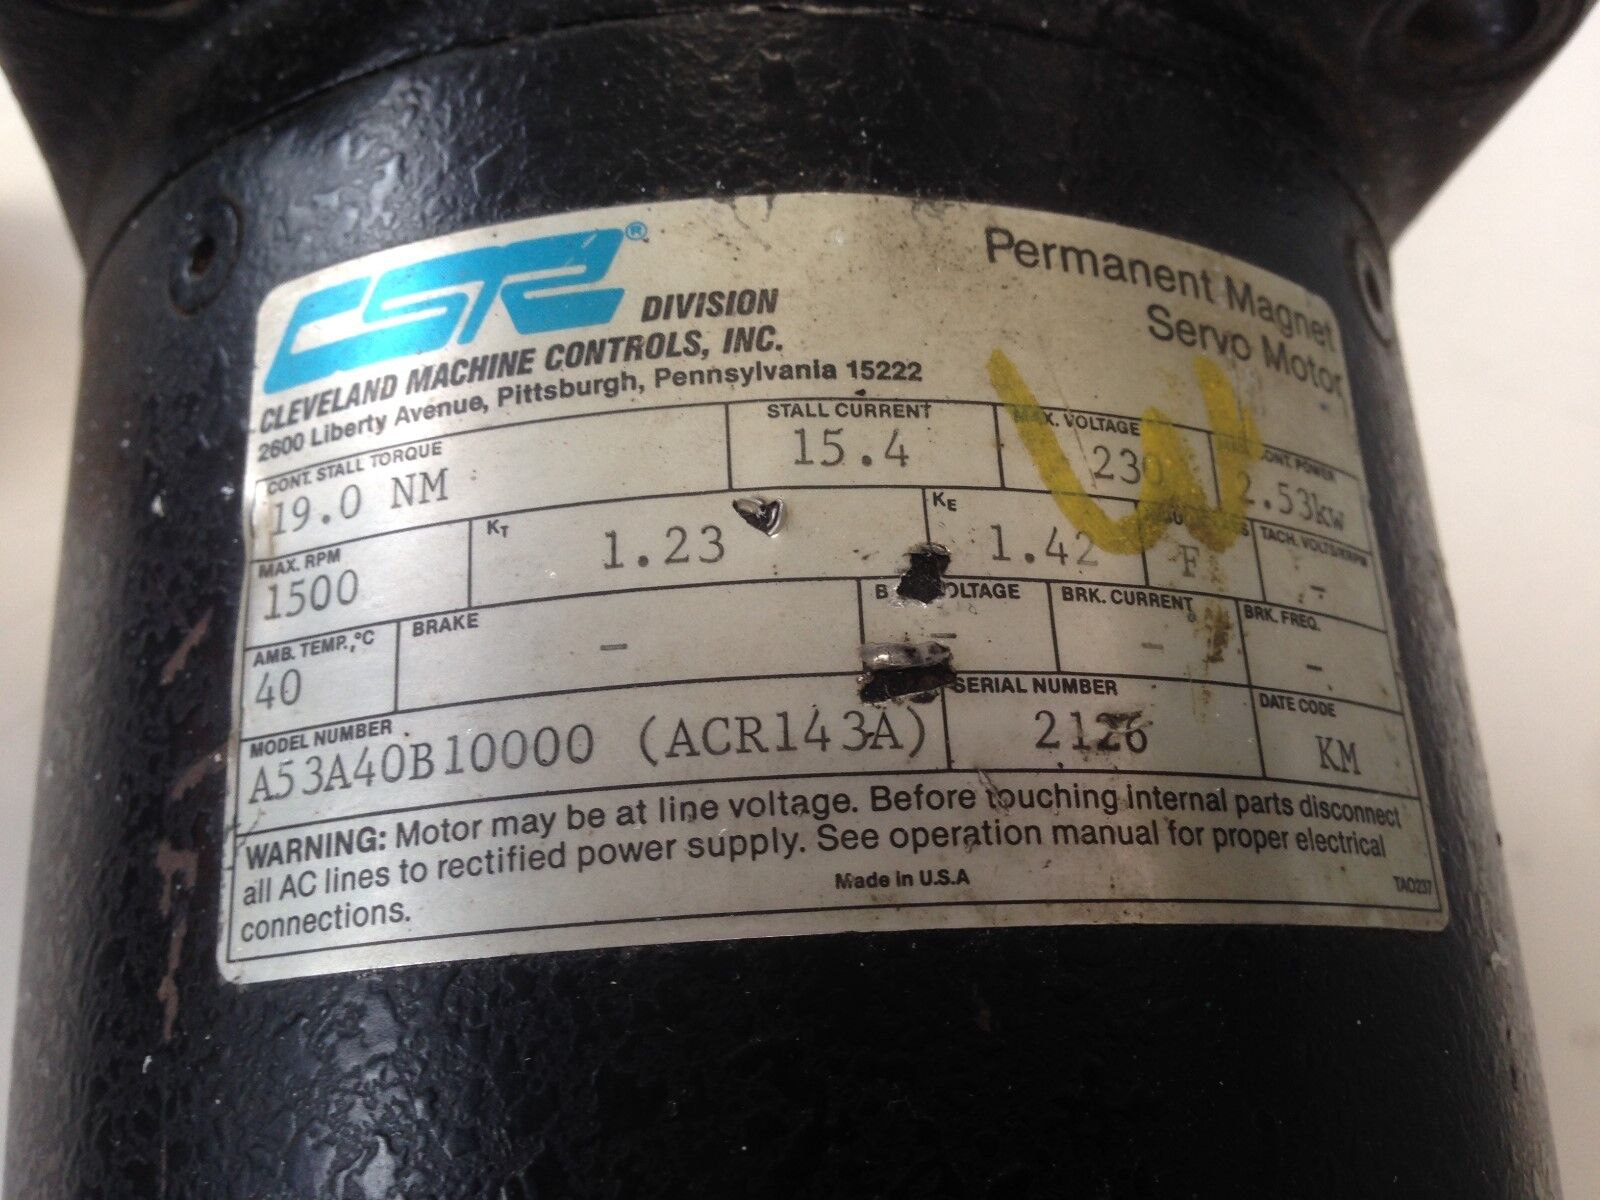 CSR® DIVISION
CLEVELAND MACHINE CONTROLS, INC.
2600 Liberty Avenue, Pittsburgh, Pennsylvania 15222
Permanent Magnet
Servo Motor
W
CONT. STALL TORQUE
19.0 NM
STALL CURRENT
15.4
VOLTAGE
230
POWER
2.53kw
MAX. RPM
1500
KT
1.23
KE
1.42
F
TACH. VOLTS/KRPM
-
AMB. TEMP., °C
40
BRAKE
-
-
BRK. CURRENT
-
BRK. FREQ.
-
MODEL NUMBER
A53A40B10000 (ACR143A)
SERIAL NUMBER
2126
DATE CODE
KM
WARNING: Motor may be at line voltage. Before touching internal parts disconnect
all AC lines to rectified power supply. See operation manual for proper electrical
connections.
Made in U.S.A
TA0237